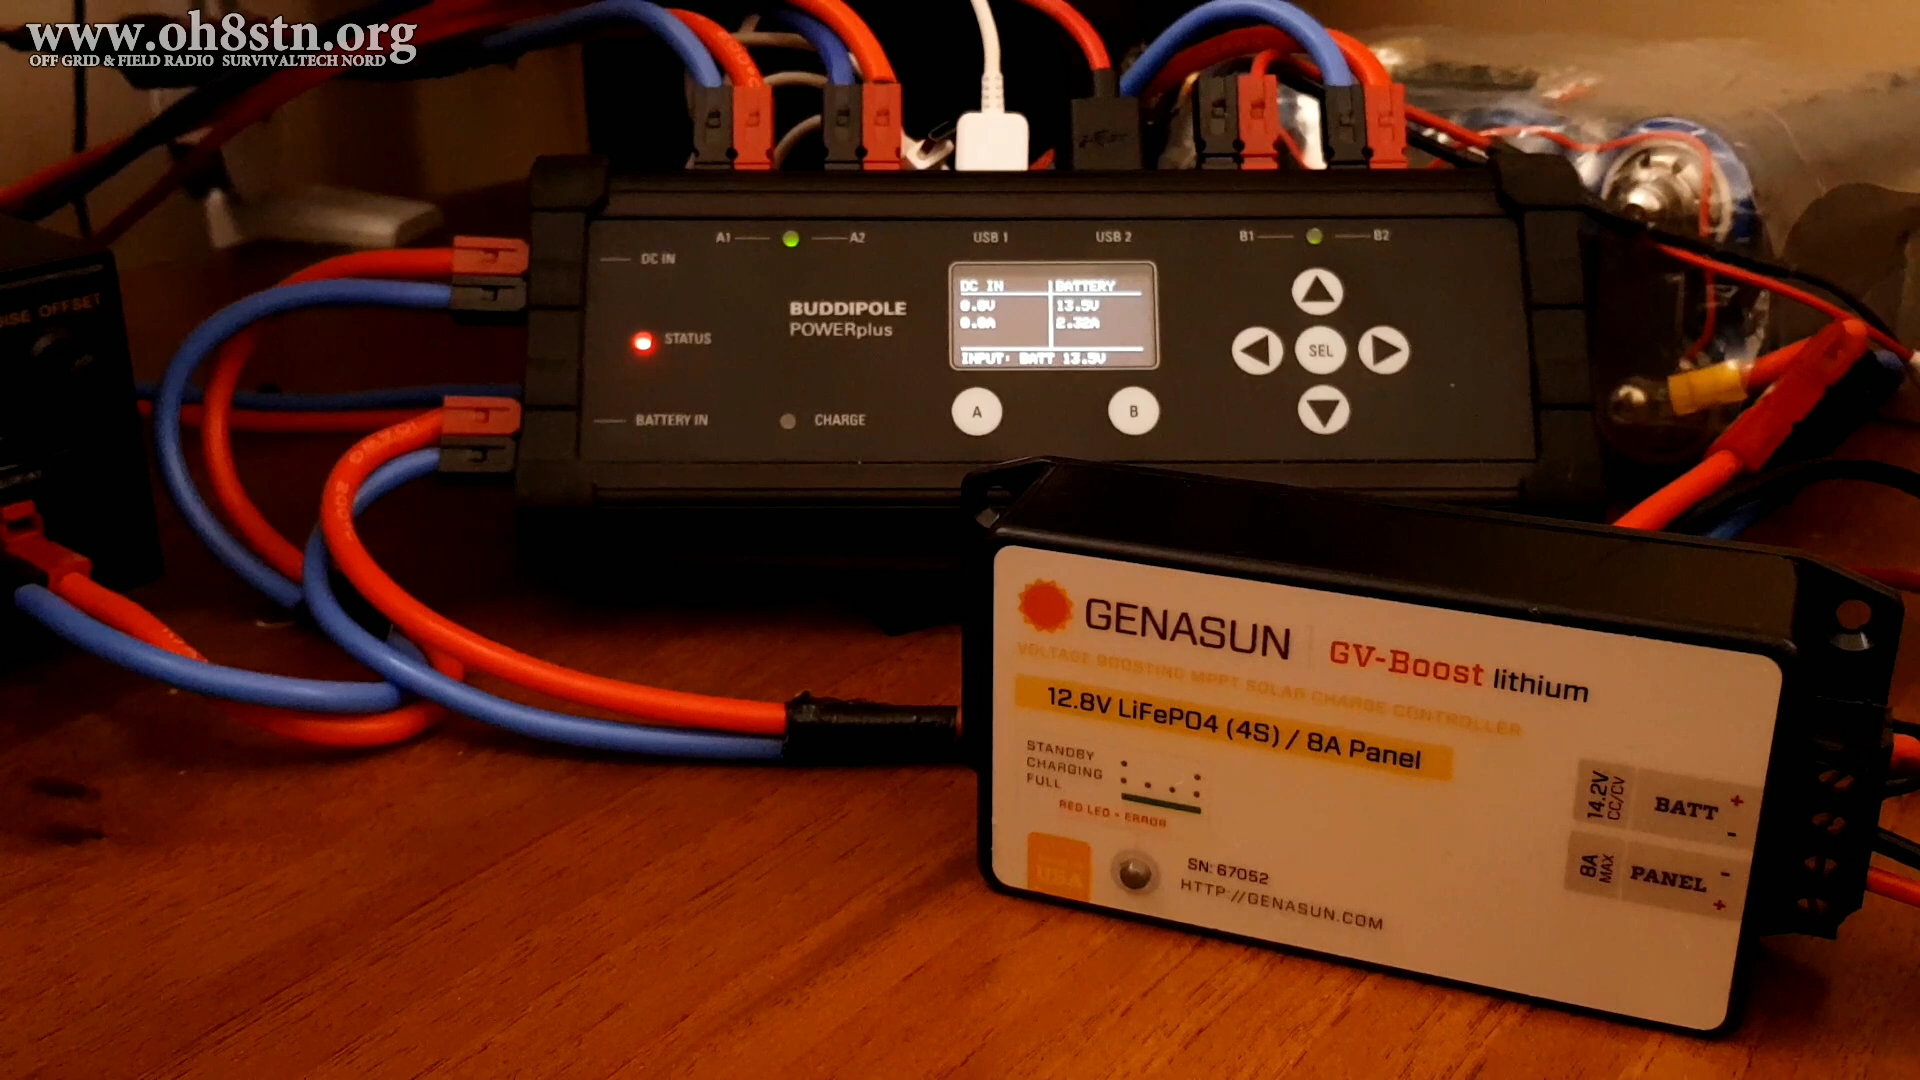 www.oh8stn.org
OFF GRID & FIELD RADIO SURVIVALTECH NORD
A1 A2
USB 1
USB 2
B1 B2
DC IN
STATUS
BATTERY IN
CHARGE
BUDDIPOLE
POWERplus
DC IN BATTERY
0.0V 13.5V
0.0A 2.32A
INPUT: BATT 13.5V
A
B
SEL
OFFSET
GENASUN GV-Boost lithium
VOLTAGE BOOSTING MPPT SOLAR CHARGE CONTROLLER
12.8V LiFePO4 (4S) / 8A Panel
STANDBY
CHARGING
FULL
RED LED = ERROR
14.2V CC/CV
BATT + -
8A MAX
PANEL - +
USA
SN: 67052
HTTP://GENASUN.COM